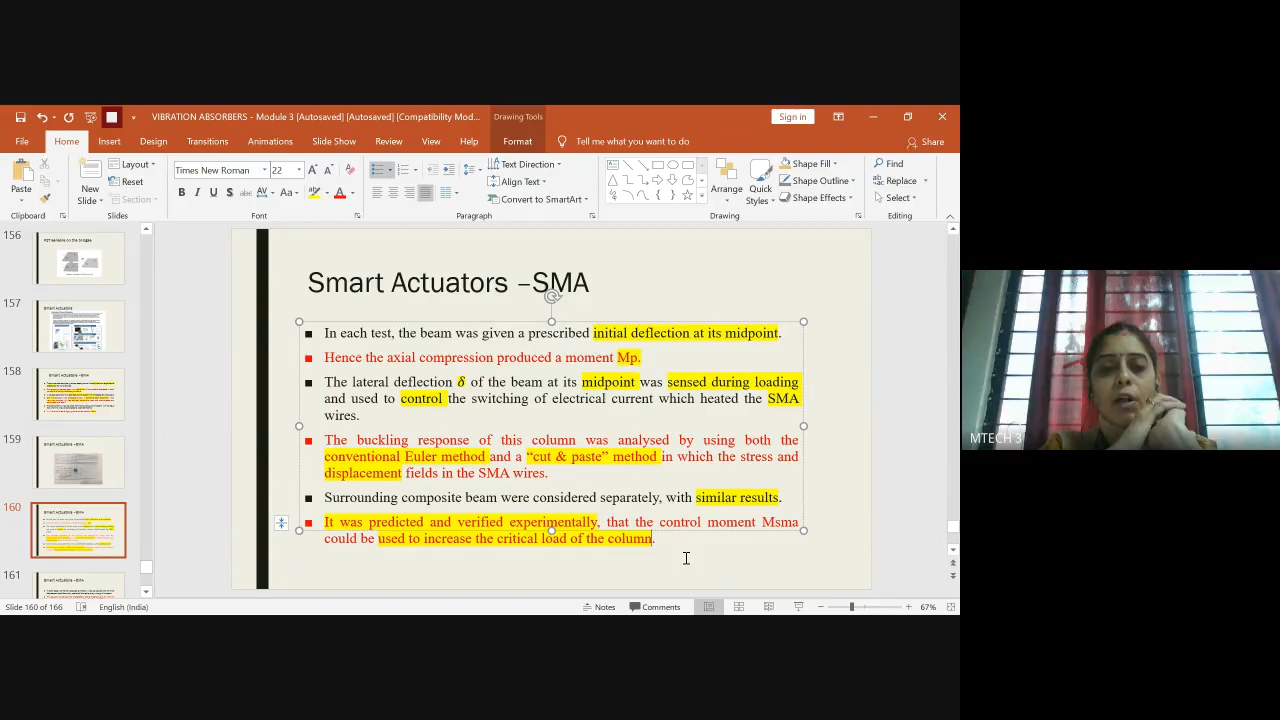 VIBRATION ABSORBERS - Module 3 [Autosaved] [Autosaved] [Compatibility Mod...
Drawing Tools
Sign in
File
Home
Insert
Design
Transitions
Animations
Slide Show
Review
View
Help
Format
Tell me what you want to do
Share
Paste
Clipboard
New
Slide
Layout
Reset
Section
Slides
Times New Roman
22
Font
Text Direction
Align Text
Convert to SmartArt
Paragraph
Arrange
Quick
Styles
Shape Fill
Shape Outline
Shape Effects
Drawing
Find
Replace
Select
Editing
156
157
158
159
160
161
Smart Actuators –SMA
In each test, the beam was given a prescribed initial deflection at its midpoint.
Hence the axial compression produced a moment Mp.
The lateral deflection δ of the beam at its midpoint was sensed during loading
and used to control the switching of electrical current which heated the SMA
wires.
The buckling response of this column was analysed by using both the
conventional Euler method and a “cut & paste” method in which the stress and
displacement fields in the SMA wires.
Surrounding composite beam were considered separately, with similar results.
It was predicted and verified experimentally, that the control moment Msma
could be used to increase the critical load of the column.
MTECH 3
Slide 160 of 166
English (India)
Notes
Comments
67%